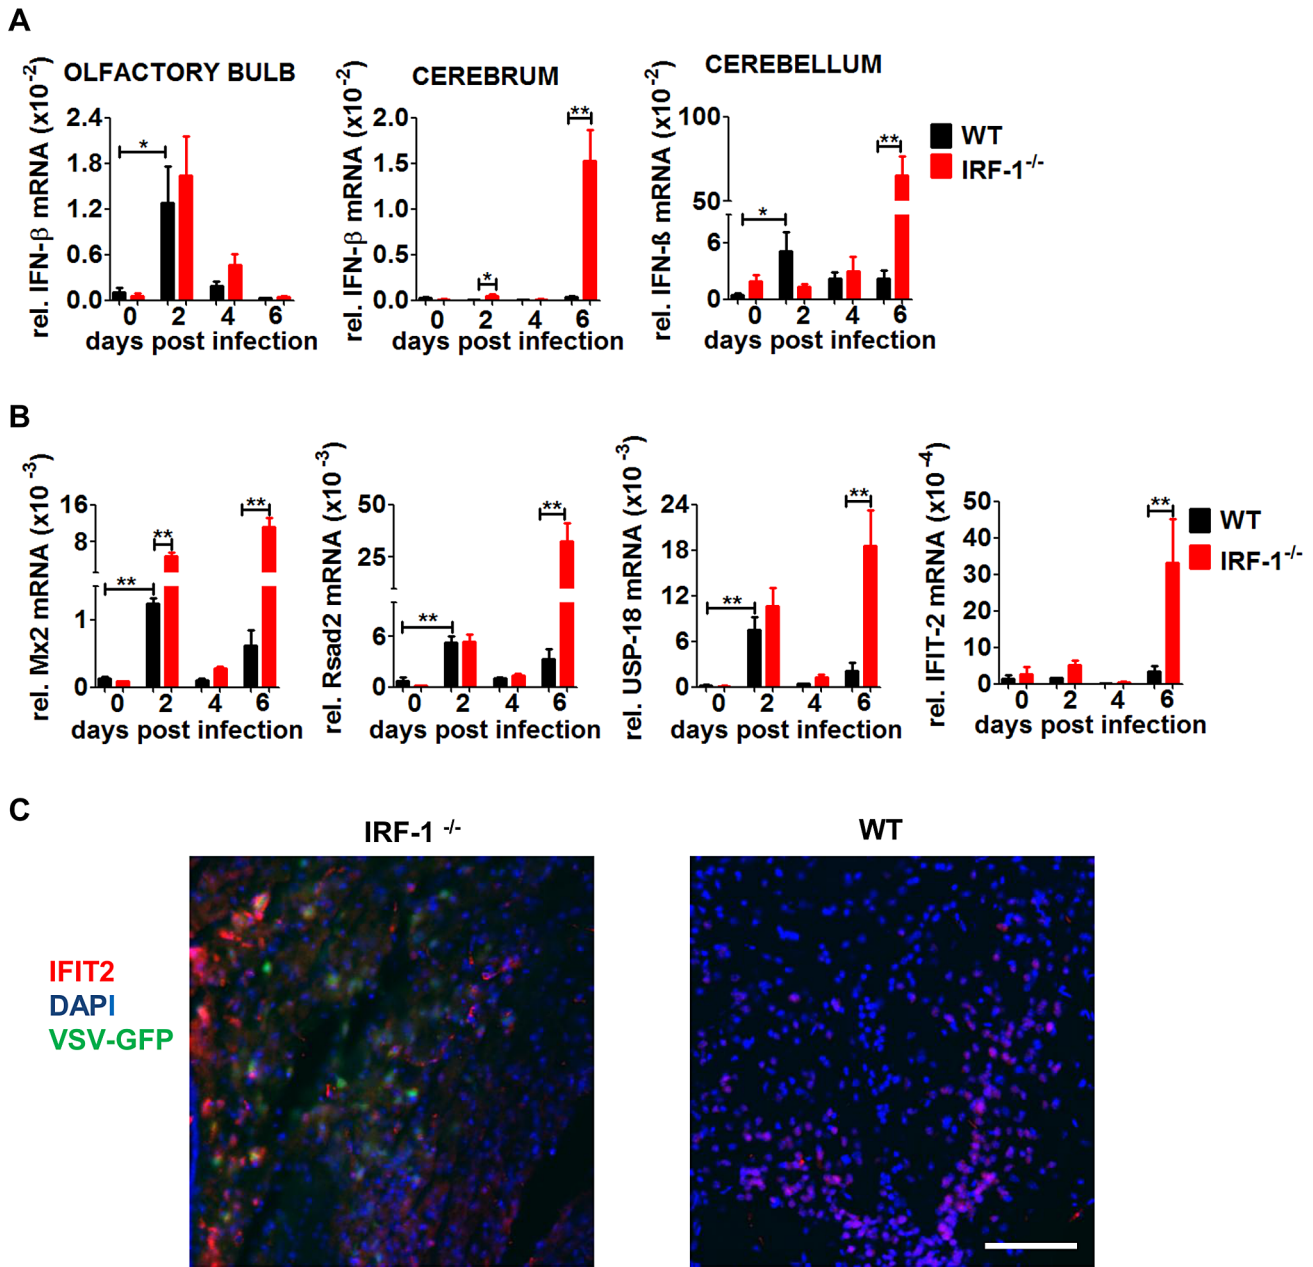 A
OLFACTORY BULB
rel. IFN-β mRNA (x10⁻²)
2.4
1.8
1.2
0.6
0.0
*
0 2 4 6
days post infection
CEREBRUM
rel. IFN-β mRNA (x10⁻²)
2.0
1.5
1.0
0.5
0.0
*
**
0 2 4 6
days post infection
CEREBELLUM
rel. IFN-ß mRNA (x10⁻²)
100
50
6
0
*
**
0 2 4 6
days post infection
WT
IRF-1⁻/⁻
B
rel. Mx2 mRNA (x10⁻³)
16
8
1
0
**
**
**
0 2 4 6
days post infection
rel. Rsad2 mRNA (x10⁻³)
50
25
6
0
**
**
0 2 4 6
days post infection
rel. USP-18 mRNA (x10⁻³)
24
18
12
6
0
**
**
0 2 4 6
days post infection
rel. IFIT-2 mRNA (x10⁻⁴)
50
40
30
20
10
0
**
0 2 4 6
days post infection
WT
IRF-1⁻/⁻
C
IRF-1 ⁻/⁻
WT
IFIT2
DAPI
VSV-GFP